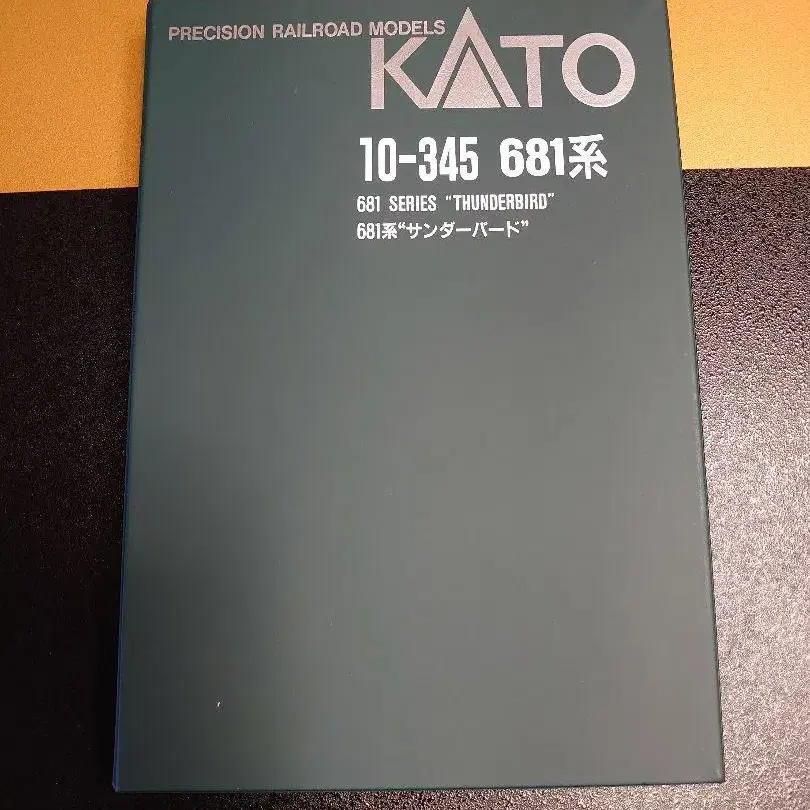 PRECISION RAILROAD MODELS
KATO
10-345 681系
681 SERIES "THUNDERBIRD"
681系“サンダーバード”